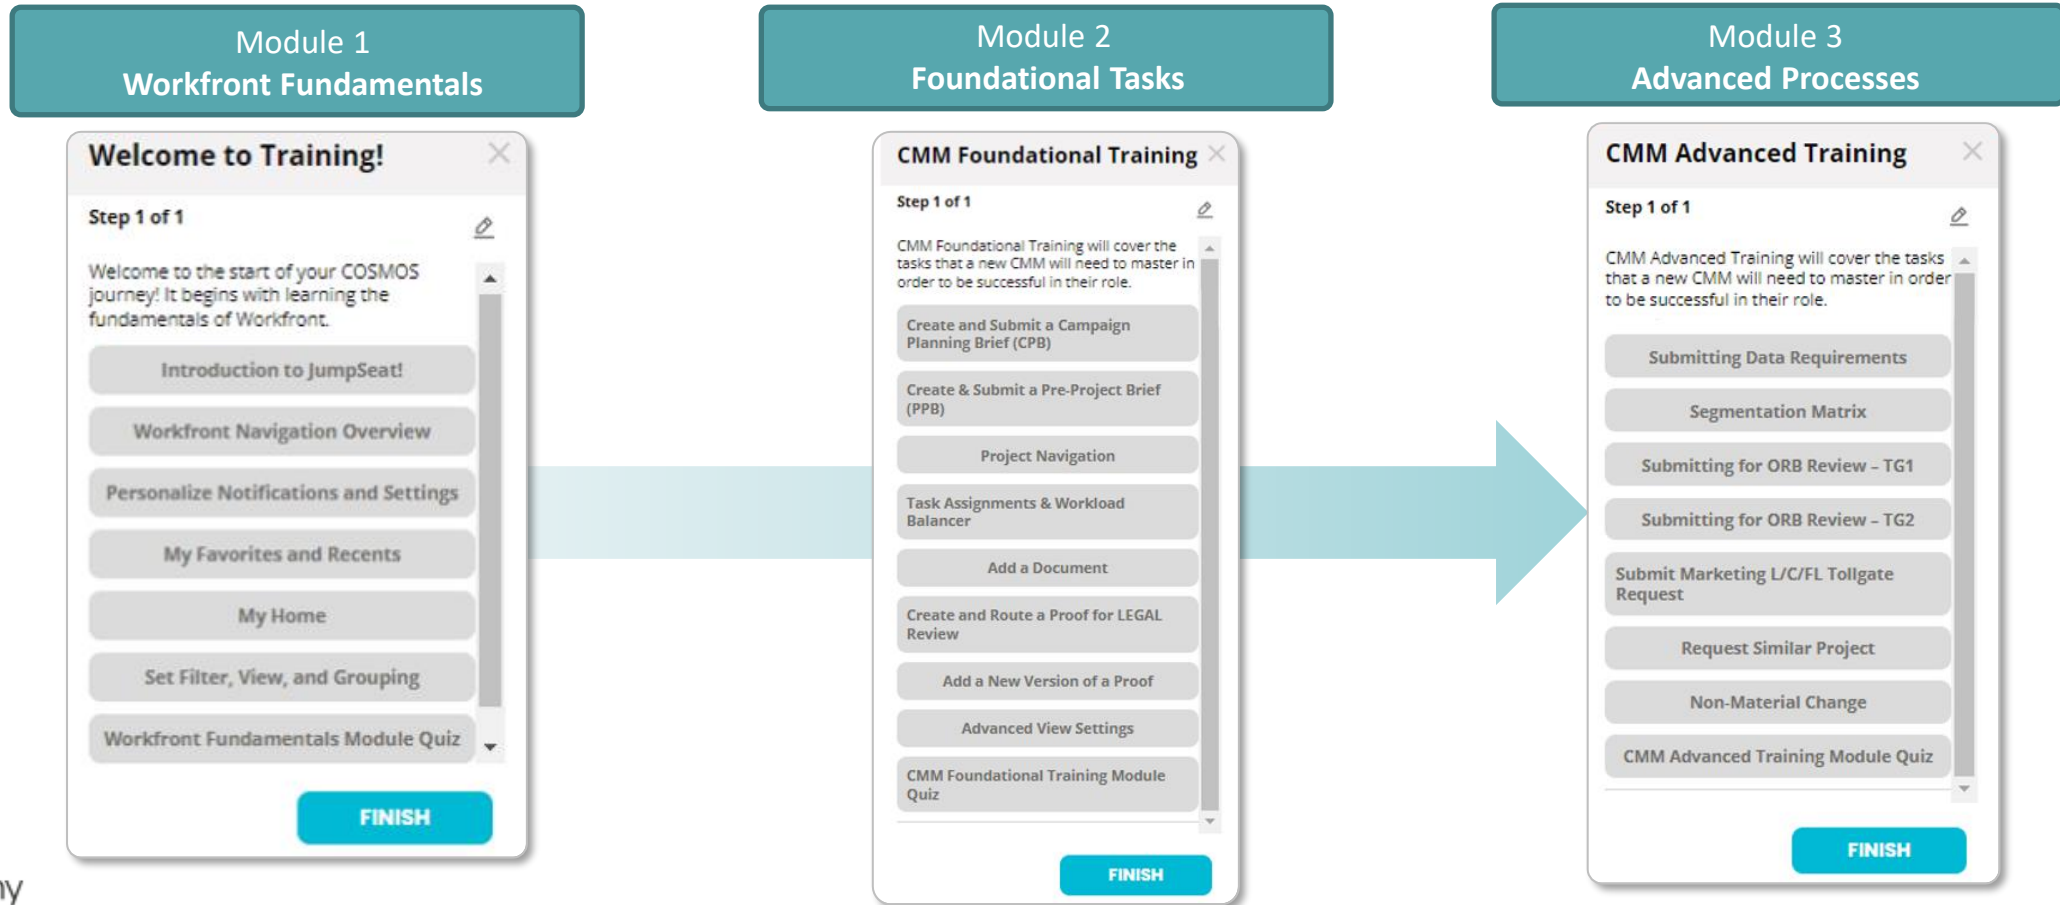 Module 1
Workfront Fundamentals
Welcome to Training!
Step 1 of 1
Welcome to the start of your COSMOS
journey! It begins with learning the
fundamentals of Workfront.
Introduction to JumpSeat!
Workfront Navigation Overview
Personalize Notifications and Settings
My Favorites and Recents
My Home
Set Filter, View, and Grouping
Workfront Fundamentals Module Quiz
FINISH
Module 2
Foundational Tasks
CMM Foundational Training
Step 1 of 1
CMM Foundational Training will cover the
tasks that a new CMM will need to master in
order to be successful in their role.
Create and Submit a Campaign
Planning Brief (CPB)
Create & Submit a Pre-Project Brief
(PPB)
Project Navigation
Task Assignments & Workload
Balancer
Add a Document
Create and Route a Proof for LEGAL
Review
Add a New Version of a Proof
Advanced View Settings
CMM Foundational Training Module
Quiz
FINISH
Module 3
Advanced Processes
CMM Advanced Training
Step 1 of 1
CMM Advanced Training will cover the tasks
that a new CMM will need to master in order
to be successful in their role.
Submitting Data Requirements
Segmentation Matrix
Submitting for ORB Review – TG1
Submitting for ORB Review – TG2
Submit Marketing L/C/FL Tollgate
Request
Request Similar Project
Non-Material Change
CMM Advanced Training Module Quiz
FINISH